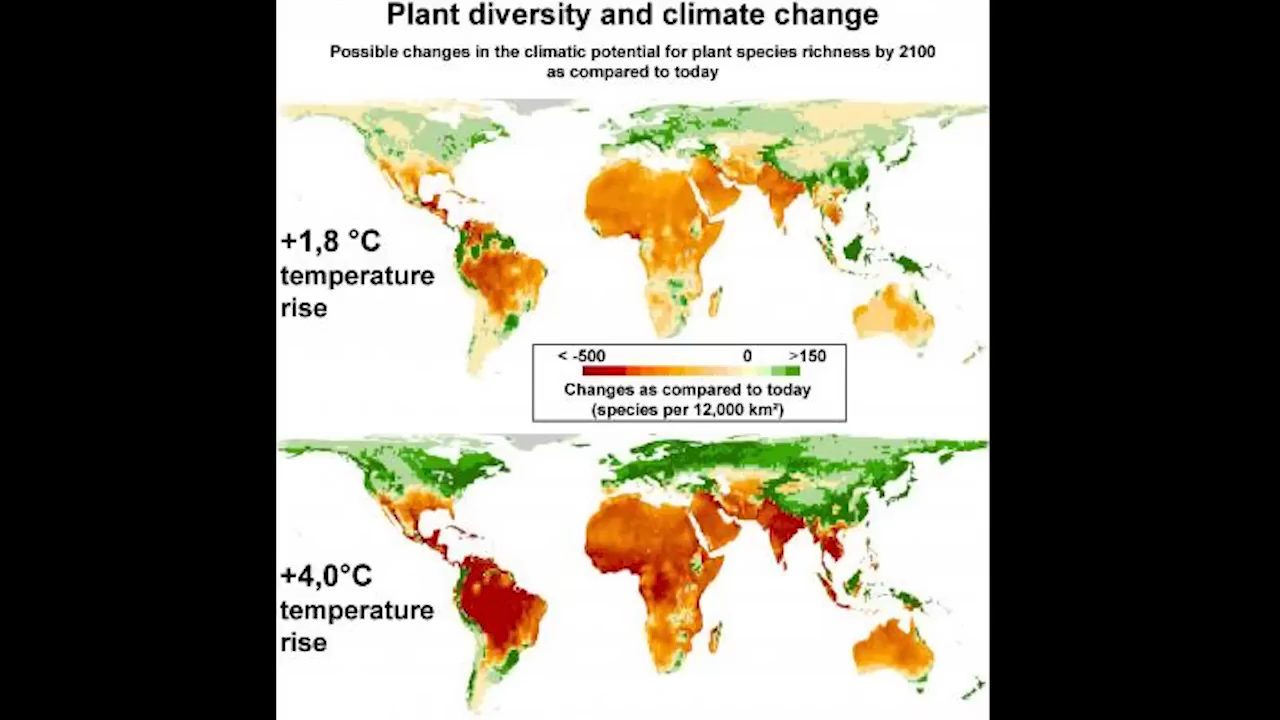 Plant diversity and climate change
Possible changes in the climatic potential for plant species richness by 2100
as compared to today
+1,8 °C
temperature
rise
< -500 0 >150
Changes as compared to today
(species per 12,000 km²)
+4,0°C
temperature
rise